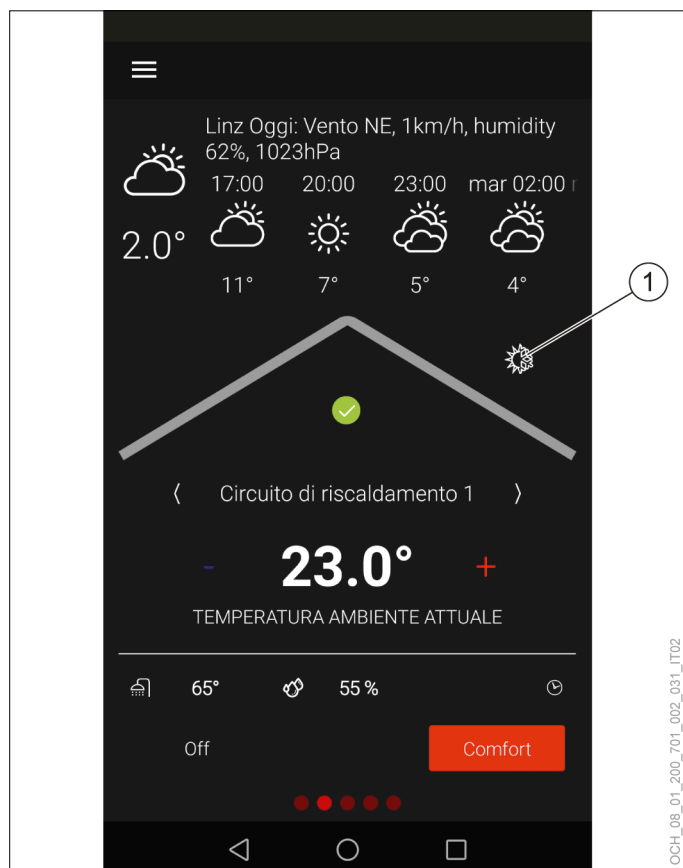 Linz Oggi: Vento NE, 1km/h, humidity
62%, 1023hPa
17:00 20:00 23:00 mar 02:00
2.0°
11° 7° 5° 4°
1
⟨ Circuito di riscaldamento 1 ⟩
- 23.0° +
TEMPERATURA AMBIENTE ATTUALE
65° 55 %
Off Comfort
OCH_08_01_200_701_002_031_IT02